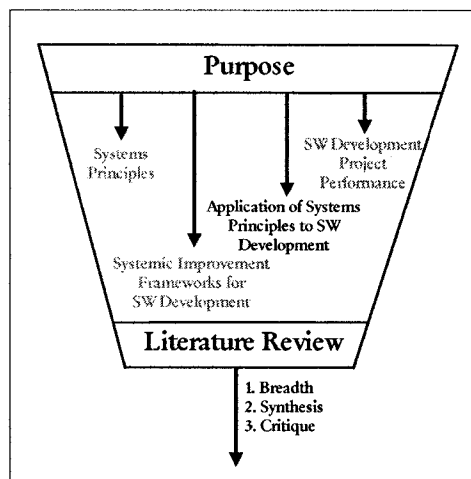 Purpose
Systems
Principles
SW Development
Project
Performance
Application of Systems
Principles to SW
Development
Systemic Improvement
Frameworks for
SW Development
Literature Review
1. Breadth
2. Synthesis
3. Critique